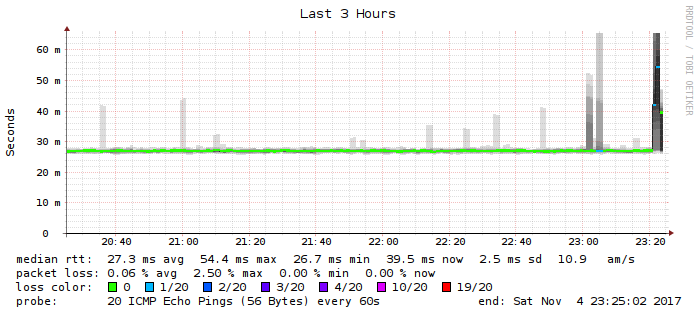 Last 3 Hours
RRDTOOL / TOBI OETIKER
Seconds
60 m
50 m
40 m
30 m
20 m
10 m
0
20:40 21:00 21:20 21:40 22:00 22:20 22:40 23:00 23:20
median rtt: 27.3 ms avg 54.4 ms max 26.7 ms min 39.5 ms now 2.5 ms sd 10.9 am/s
packet loss: 0.06 % avg 2.50 % max 0.00 % min 0.00 % now
loss color: 0 1/20 2/20 3/20 4/20 10/20 19/20
probe: 20 ICMP Echo Pings (56 Bytes) every 60s end: Sat Nov 4 23:25:02 2017